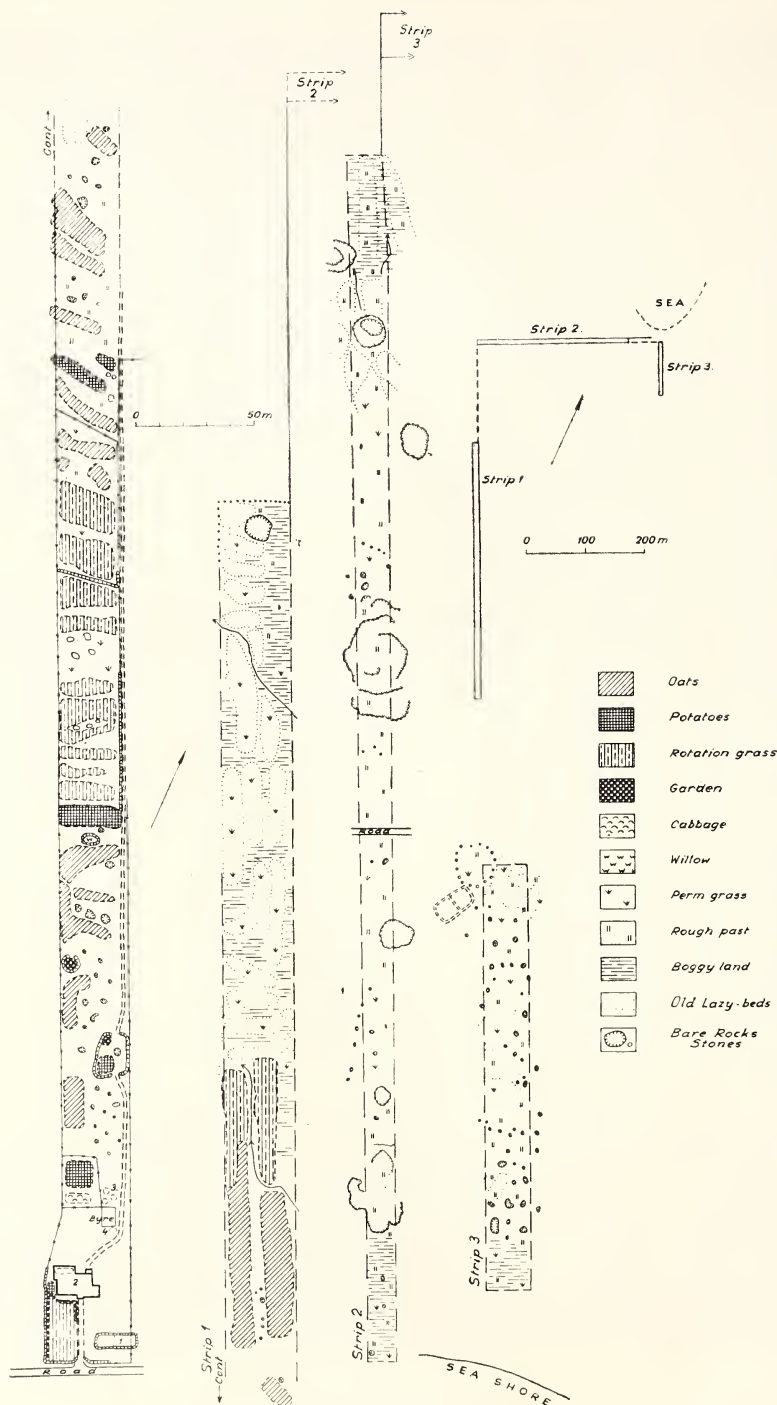 Strip
3
Strip
2
Cont
0 50m
SEA
Strip 2.
Strip 3.
Strip 1
0 100 200 m
Oats
Potatoes
Rotation grass
Garden
Cabbage
Willow
Perm grass
Rough past
Boggy land
Old Lazy-beds
Bare Rocks
Stones
ROAD
3
Byre
4
2
1
ROAD
Strip 1
Cont
Strip 2
Strip 3
SEA SHORE